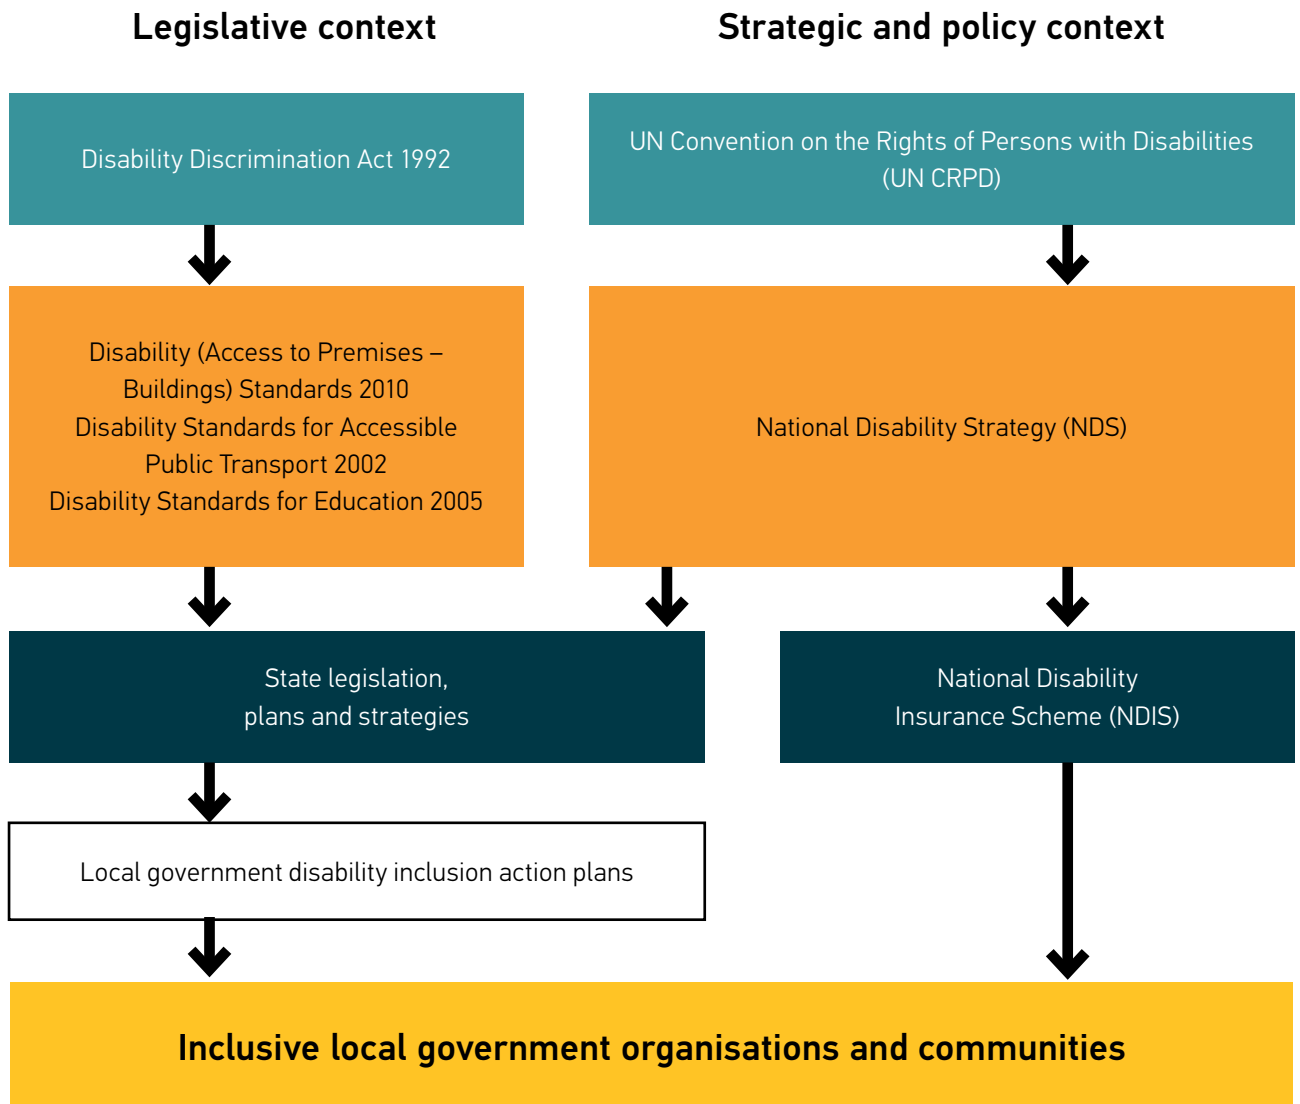 Legislative context
Strategic and policy context
Disability Discrimination Act 1992
UN Convention on the Rights of Persons with Disabilities
(UN CRPD)
Disability (Access to Premises –
Buildings) Standards 2010
Disability Standards for Accessible
Public Transport 2002
Disability Standards for Education 2005
National Disability Strategy (NDS)
State legislation,
plans and strategies
National Disability
Insurance Scheme (NDIS)
Local government disability inclusion action plans
Inclusive local government organisations and communities